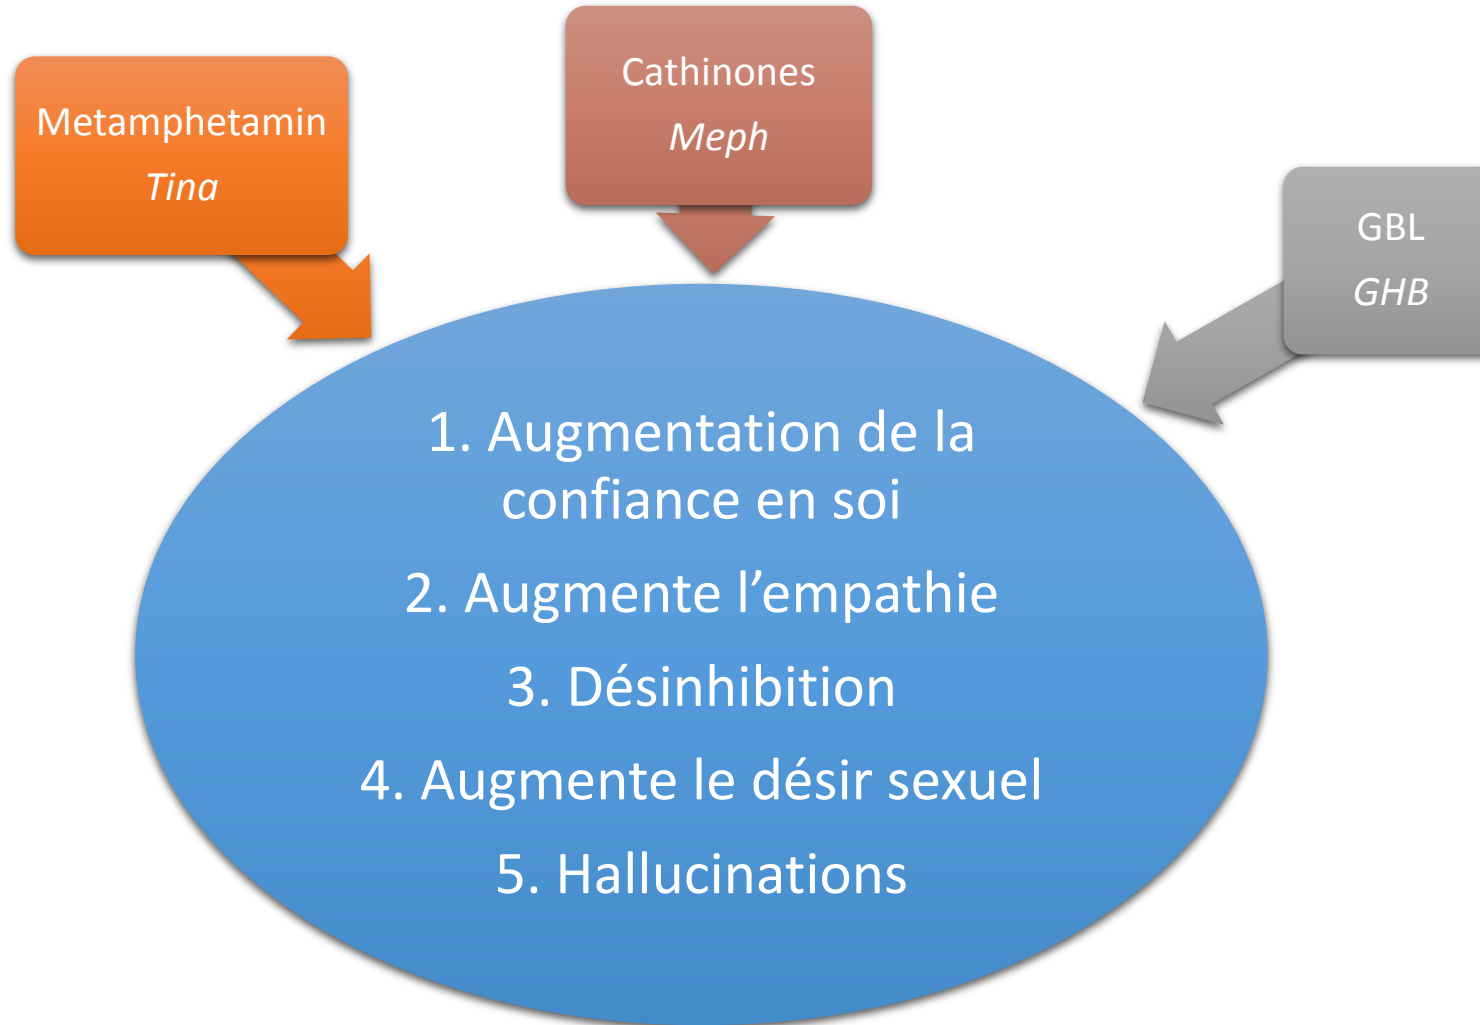 Metamphetamin
Tina
Cathinones
Meph
GBL
GHB
1. Augmentation de la
confiance en soi
2. Augmente l’empathie
3. Désinhibition
4. Augmente le désir sexuel
5. Hallucinations